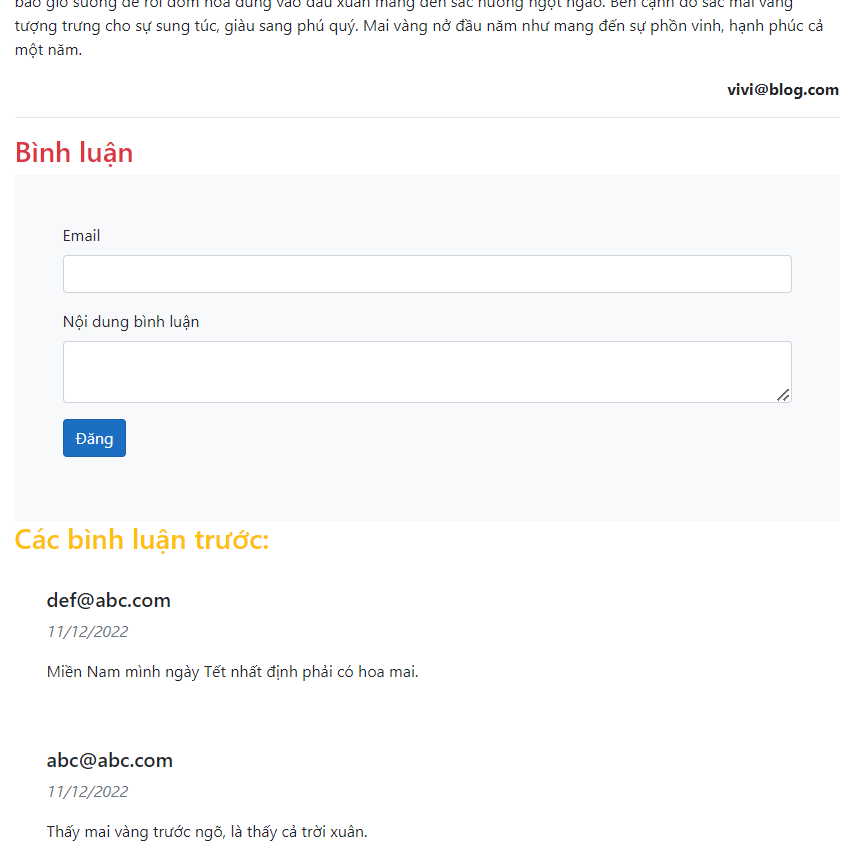 bao gió sương để rồi đơm hoa đúng vào đầu xuân mang đến sắc hương ngọt ngào. Bên cạnh đó sắc mai vàng
tượng trưng cho sự sung túc, giàu sang phú quý. Mai vàng nở đầu năm như mang đến sự phồn vinh, hạnh phúc cả
một năm.
vivi@blog.com
Bình luận
Email
Nội dung bình luận
Đăng
Các bình luận trước:
def@abc.com
11/12/2022
Miền Nam mình ngày Tết nhất định phải có hoa mai.
abc@abc.com
11/12/2022
Thấy mai vàng trước ngõ, là thấy cả trời xuân.